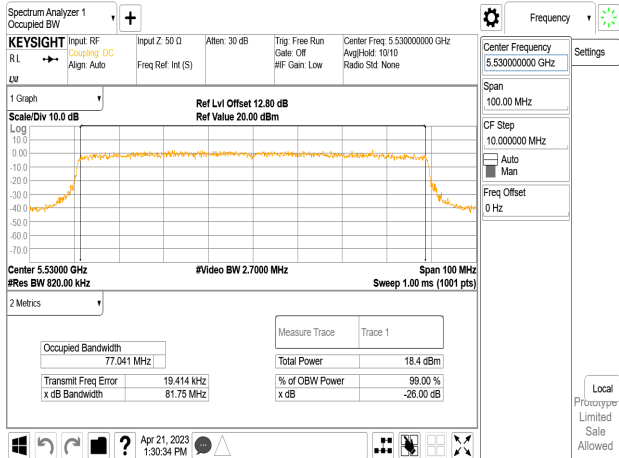 Spectrum Analyzer 1
Occupied BW
Frequency
KEYSIGHT
Input: RF
Input Z: 50 Ω
Atten: 30 dB
Trig: Free Run
Center Freq: 5.530000000 GHz
RL
Coupling: DC
Gate: Off
Avg|Hold: 10/10
Align: Auto
Freq Ref: Int (S)
#IF Gain: Low
Radio Std: None
Center Frequency
5.530000000 GHz
Settings
Span
100.00 MHz
CF Step
10.000000 MHz
Auto
Man
Freq Offset
0 Hz
1 Graph
Scale/Div 10.0 dB
Ref Lvl Offset 12.80 dB
Ref Value 20.00 dBm
Log
10.0
0.00
-10.0
-20.0
-30.0
-40.0
-50.0
-60.0
-70.0
Center 5.53000 GHz
#Video BW 2.7000 MHz
Span 100 MHz
#Res BW 820.00 kHz
Sweep 1.00 ms (1001 pts)
2 Metrics
Measure Trace
Trace 1
Occupied Bandwidth
77.041 MHz
Total Power
18.4 dBm
Transmit Freq Error
19.414 kHz
% of OBW Power
99.00 %
x dB Bandwidth
81.75 MHz
x dB
-26.00 dB
Local
Prototype
Limited
Sale
Allowed
?
Apr 21, 2023
1:30:34 PM